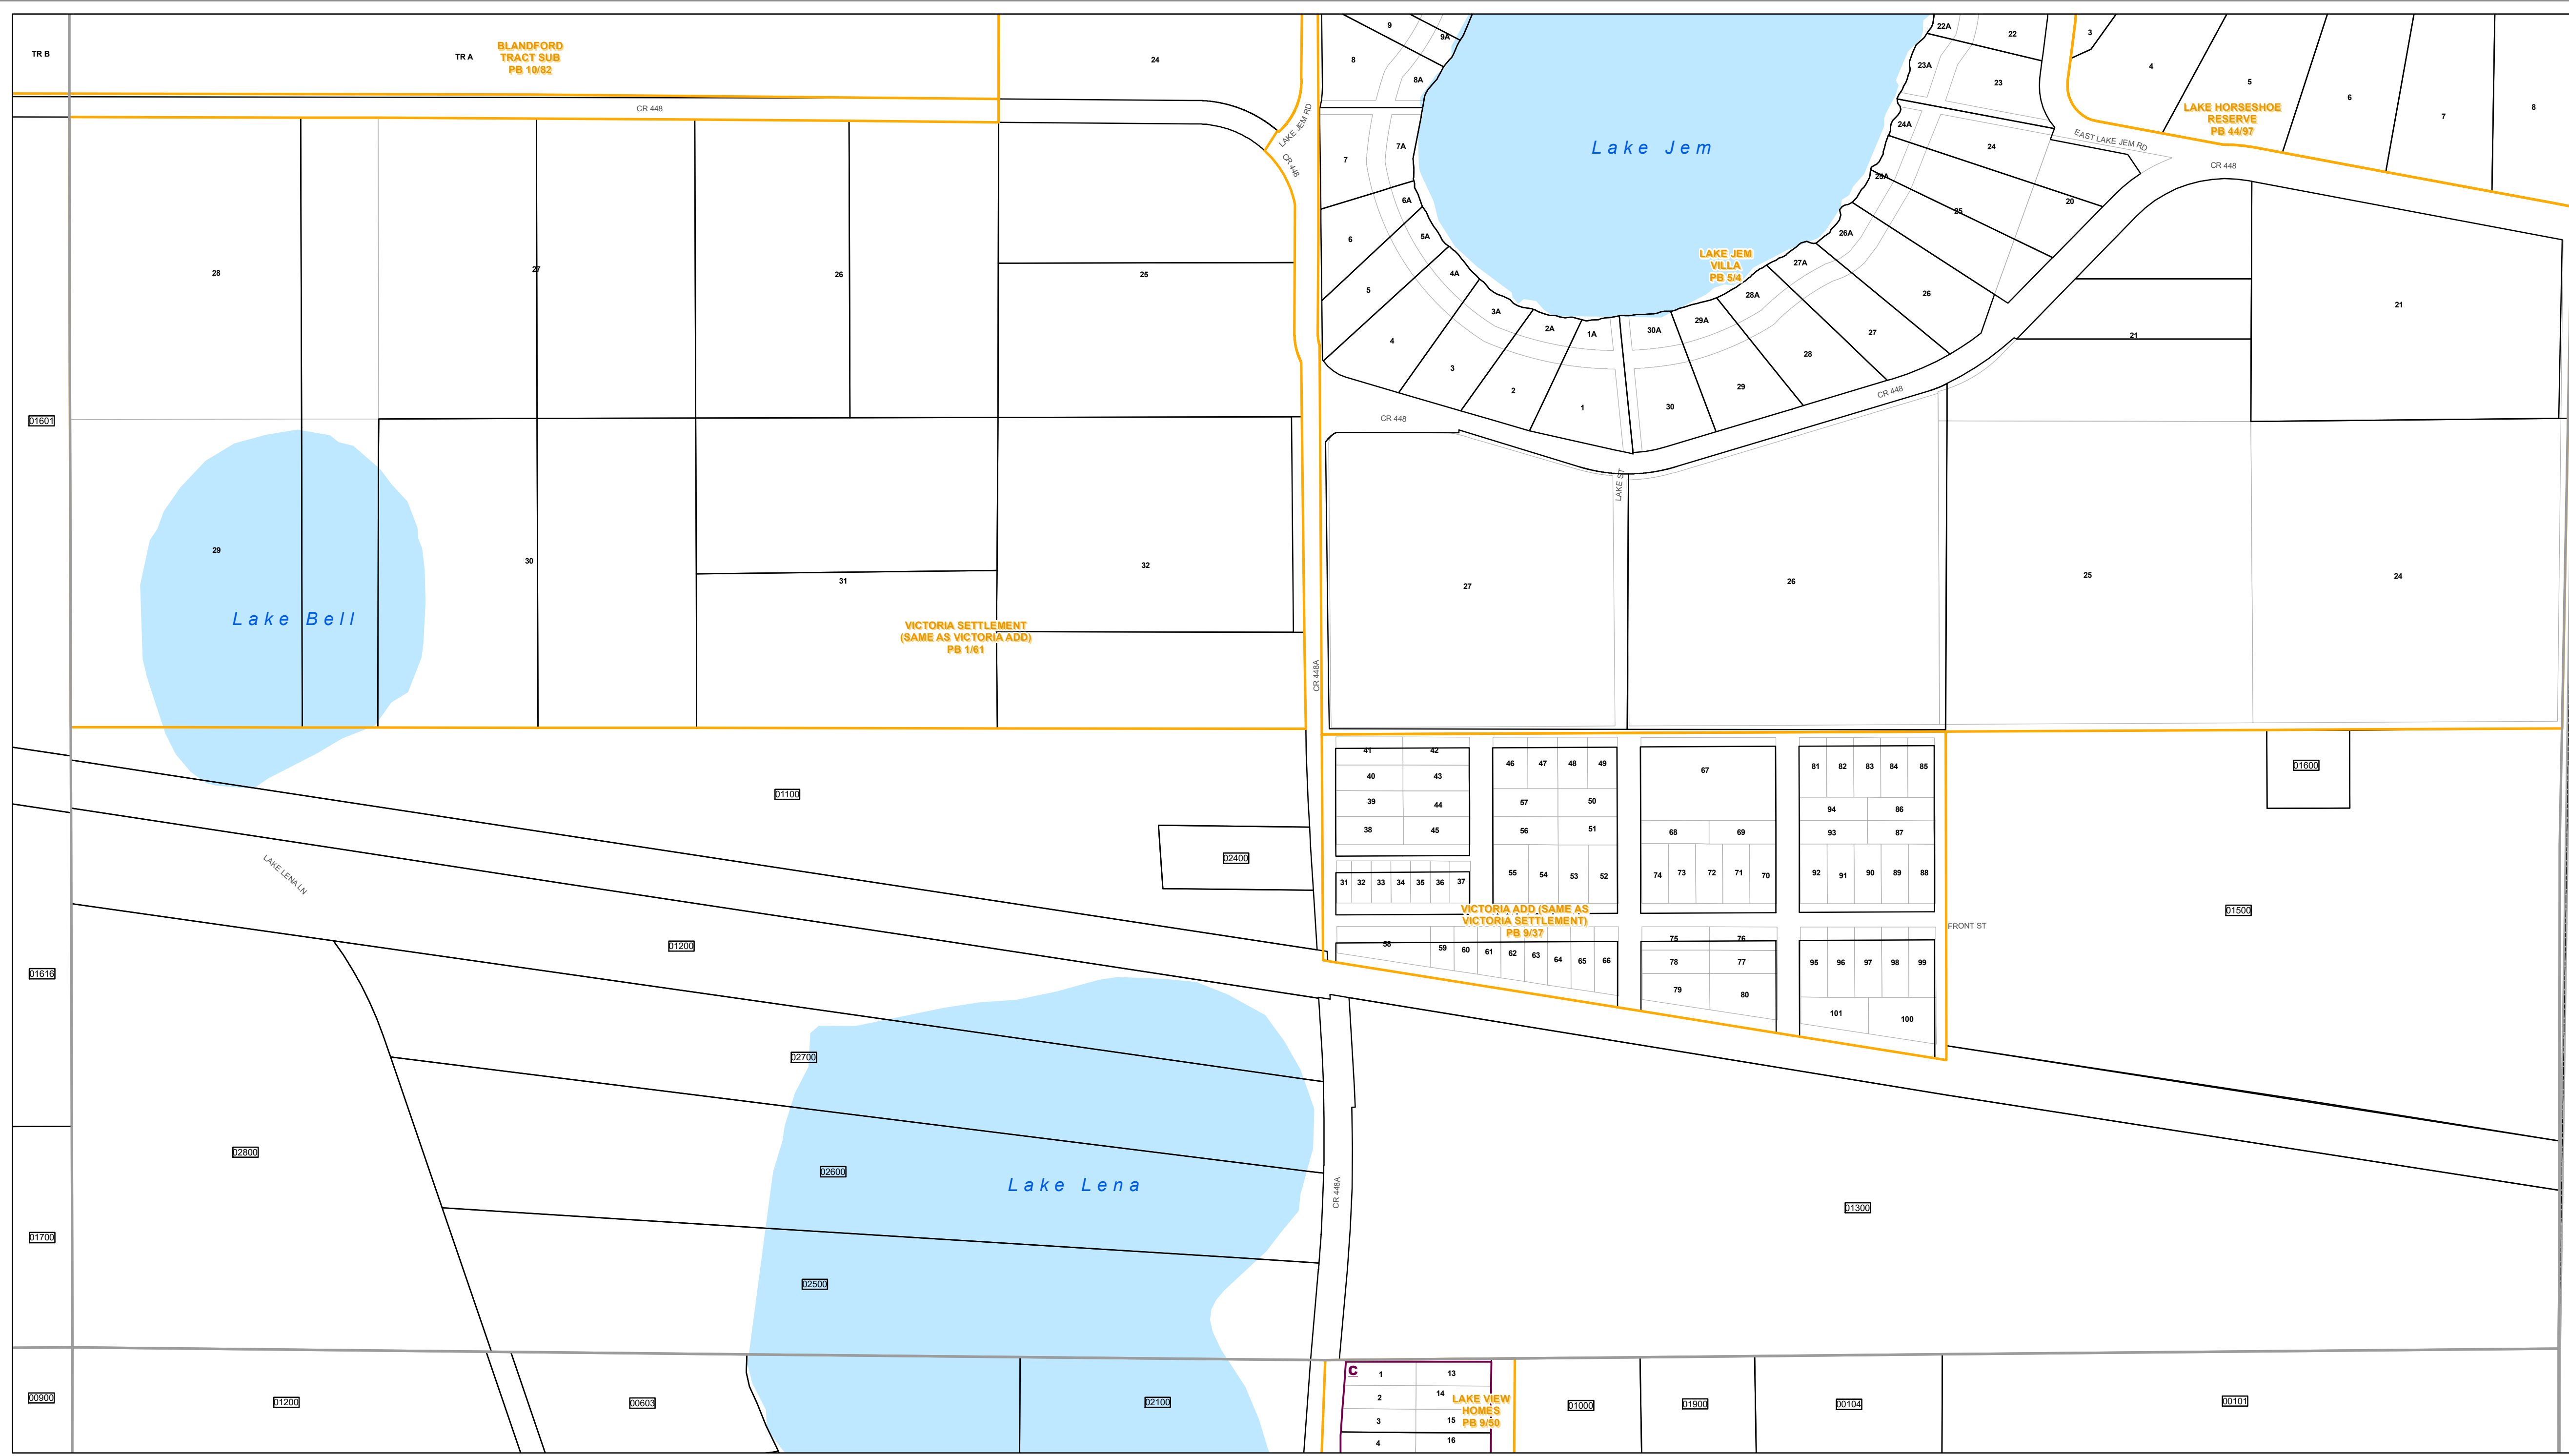 TR B
TR A
BLANDFORD
TRACT SUB
PB 10/82
24
9
9A
8
8A
22A
22
23A
23
3
4
5
6
7
8
LAKE HORSESHOE
RESERVE
PB 44/97
CR 448
LAKE JEM RD
CR 448
Lake Jem
7
7A
6A
6
5A
5
4A
4
3A
3
2A
2
1A
1
30A
30
29A
29
28A
28
27A
27
26A
26
25A
25
24A
24
20
EAST LAKE JEM RD
CR 448
LAKE JEM
VILLA
PB 5/4
28
27
26
25
21
21
01601
CR 448
CR 448
LAKE ST
29
Lake Bell
30
31
32
VICTORIA SETTLEMENT
(SAME AS VICTORIA ADD)
PB 1/61
CR 448A
27
26
25
24
01100
02400
41
42
40
43
39
44
38
45
46
47
48
49
57
50
56
51
55
54
53
52
67
68
69
74
73
72
71
70
81
82
83
84
85
94
86
93
87
92
91
90
89
88
01600
31
32
33
34
35
36
37
VICTORIA ADD (SAME AS
VICTORIA SETTLEMENT)
PB 9/37
FRONT ST
01500
LAKE LENA LN
01200
01616
58
59
60
61
62
63
64
65
66
75
76
78
77
79
80
95
96
97
98
99
101
100
02700
02800
02600
Lake Lena
CR 448A
01300
01700
02500
00900
01200
00603
02100
C
1
13
2
14
3
15
4
16
LAKE VIEW
HOMES
PB 9/50
01000
01900
00104
00101